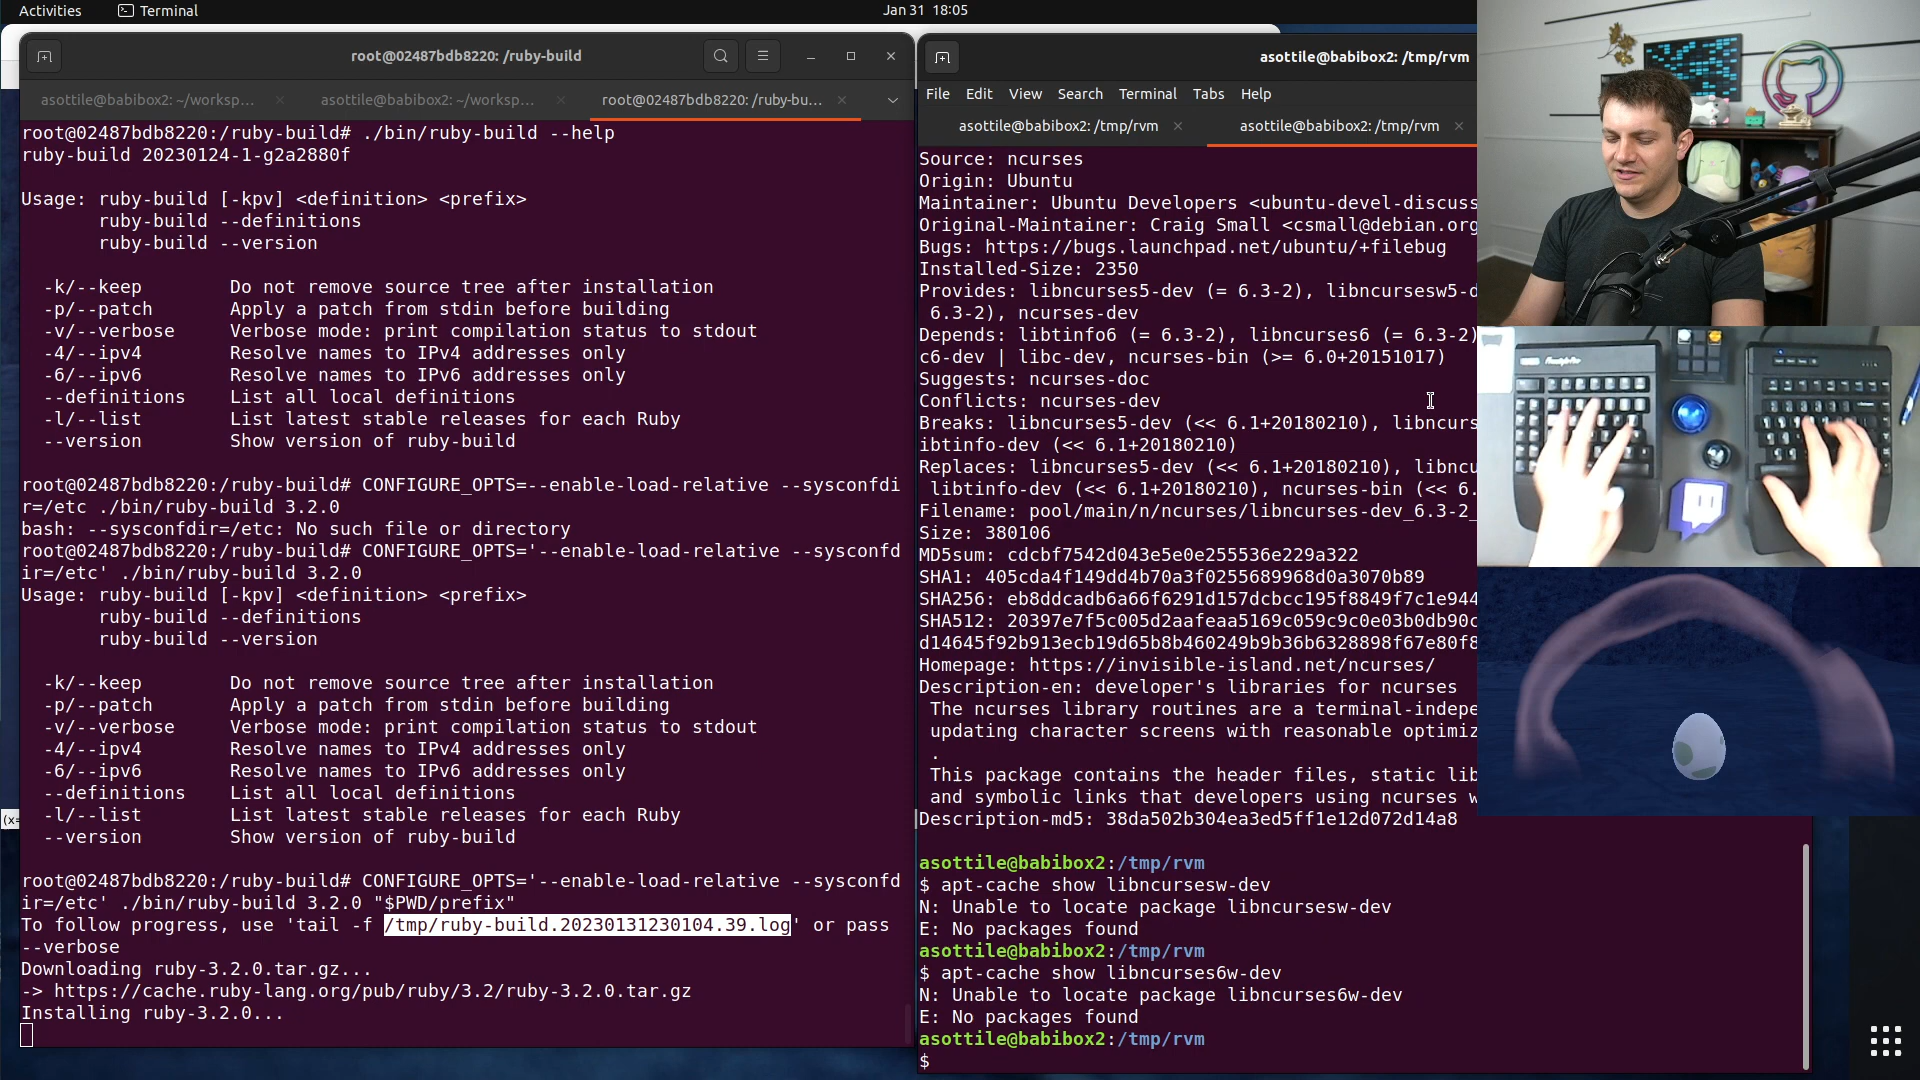 Activities
Terminal
Jan 31 18:05
root@02487bdb8220: /ruby-build
asottile@babibox2: ~/worksp...
asottile@babibox2: ~/worksp...
root@02487bdb8220: /ruby-bu...
root@02487bdb8220:/ruby-build# ./bin/ruby-build --help
ruby-build 20230124-1-g2a2880f
Usage: ruby-build [-kpv] <definition> <prefix>
ruby-build --definitions
ruby-build --version
-k/--keep Do not remove source tree after installation
-p/--patch Apply a patch from stdin before building
-v/--verbose Verbose mode: print compilation status to stdout
-4/--ipv4 Resolve names to IPv4 addresses only
-6/--ipv6 Resolve names to IPv6 addresses only
--definitions List all local definitions
-l/--list List latest stable releases for each Ruby
--version Show version of ruby-build
root@02487bdb8220:/ruby-build# CONFIGURE_OPTS=--enable-load-relative --sysconfdi
r=/etc ./bin/ruby-build 3.2.0
bash: --sysconfdir=/etc: No such file or directory
root@02487bdb8220:/ruby-build# CONFIGURE_OPTS='--enable-load-relative --sysconfd
ir=/etc' ./bin/ruby-build 3.2.0
Usage: ruby-build [-kpv] <definition> <prefix>
ruby-build --definitions
ruby-build --version
-k/--keep Do not remove source tree after installation
-p/--patch Apply a patch from stdin before building
-v/--verbose Verbose mode: print compilation status to stdout
-4/--ipv4 Resolve names to IPv4 addresses only
-6/--ipv6 Resolve names to IPv6 addresses only
--definitions List all local definitions
-l/--list List latest stable releases for each Ruby
--version Show version of ruby-build
root@02487bdb8220:/ruby-build# CONFIGURE_OPTS='--enable-load-relative --sysconfd
ir=/etc' ./bin/ruby-build 3.2.0 "$PWD/prefix"
To follow progress, use 'tail -f /tmp/ruby-build.20230131230104.39.log' or pass
--verbose
Downloading ruby-3.2.0.tar.gz...
-> https://cache.ruby-lang.org/pub/ruby/3.2/ruby-3.2.0.tar.gz
Installing ruby-3.2.0...
(x=
asottile@babibox2: /tmp/rvm
File Edit View Search Terminal Tabs Help
asottile@babibox2: /tmp/rvm
asottile@babibox2: /tmp/rvm
Source: ncurses
Origin: Ubuntu
Maintainer: Ubuntu Developers <ubuntu-devel-discuss
Original-Maintainer: Craig Small <csmall@debian.org
Bugs: https://bugs.launchpad.net/ubuntu/+filebug
Installed-Size: 2350
Provides: libncurses5-dev (= 6.3-2), libncursesw5-d
6.3-2), ncurses-dev
Depends: libtinfo6 (= 6.3-2), libncurses6 (= 6.3-2)
c6-dev | libc-dev, ncurses-bin (>= 6.0+20151017)
Suggests: ncurses-doc
Conflicts: ncurses-dev
Breaks: libncurses5-dev (<< 6.1+20180210), libncurs
ibtinfo-dev (<< 6.1+20180210)
Replaces: libncurses5-dev (<< 6.1+20180210), libncu
libtinfo-dev (<< 6.1+20180210), ncurses-bin (<< 6.
Filename: pool/main/n/ncurses/libncurses-dev_6.3-2_
Size: 380106
MD5sum: cdcbf7542d043e5e0e255536e229a322
SHA1: 405cda4f149dd4b70a3f0255689968d0a3070b89
SHA256: eb8ddcadb6a66f6291d157dcbcc195f8849f7c1e944
SHA512: 20397e7f5c005d2aafeaa5169c059c9c0e03b0db90c
d14645f92b913ecb19d65b8b460249b9b36b6328898f67e80f8
Homepage: https://invisible-island.net/ncurses/
Description-en: developer's libraries for ncurses
The ncurses library routines are a terminal-indepe
updating character screens with reasonable optimiz
.
This package contains the header files, static lib
and symbolic links that developers using ncurses w
Description-md5: 38da502b304ea3ed5ff1e12d072d14a8
asottile@babibox2:/tmp/rvm
$ apt-cache show libncursesw-dev
N: Unable to locate package libncursesw-dev
E: No packages found
asottile@babibox2:/tmp/rvm
$ apt-cache show libncurses6w-dev
N: Unable to locate package libncurses6w-dev
E: No packages found
asottile@babibox2:/tmp/rvm
$